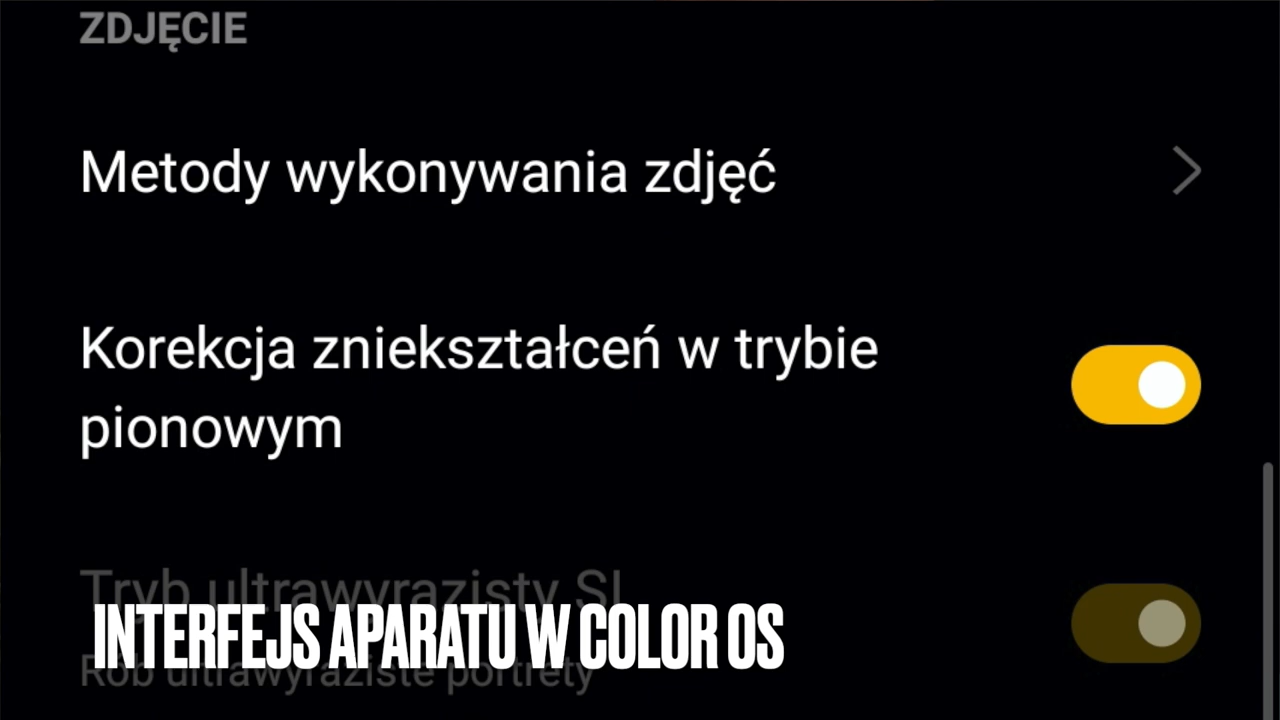 ZDJĘCIE
Metody wykonywania zdjęć
Korekcja zniekształceń w trybie
pionowym
Tryb ultrawyrazisty SI
INTERFEJS APARATU W COLOR OS
Rób ultrawyraziste portrety